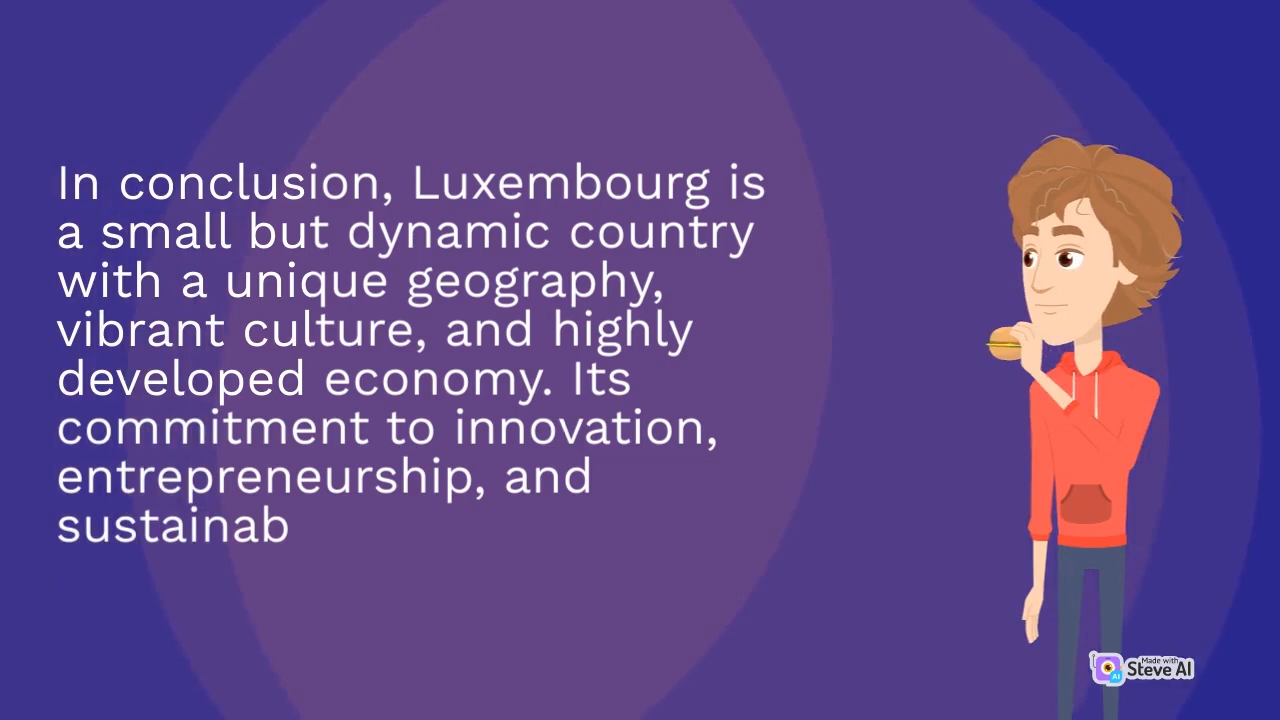 In conclusion, Luxembourg is
a small but dynamic country
with a unique geography,
vibrant culture, and highly
developed economy. Its
commitment to innovation,
entrepreneurship, and
sustainab
Made with
Steve AI
AI